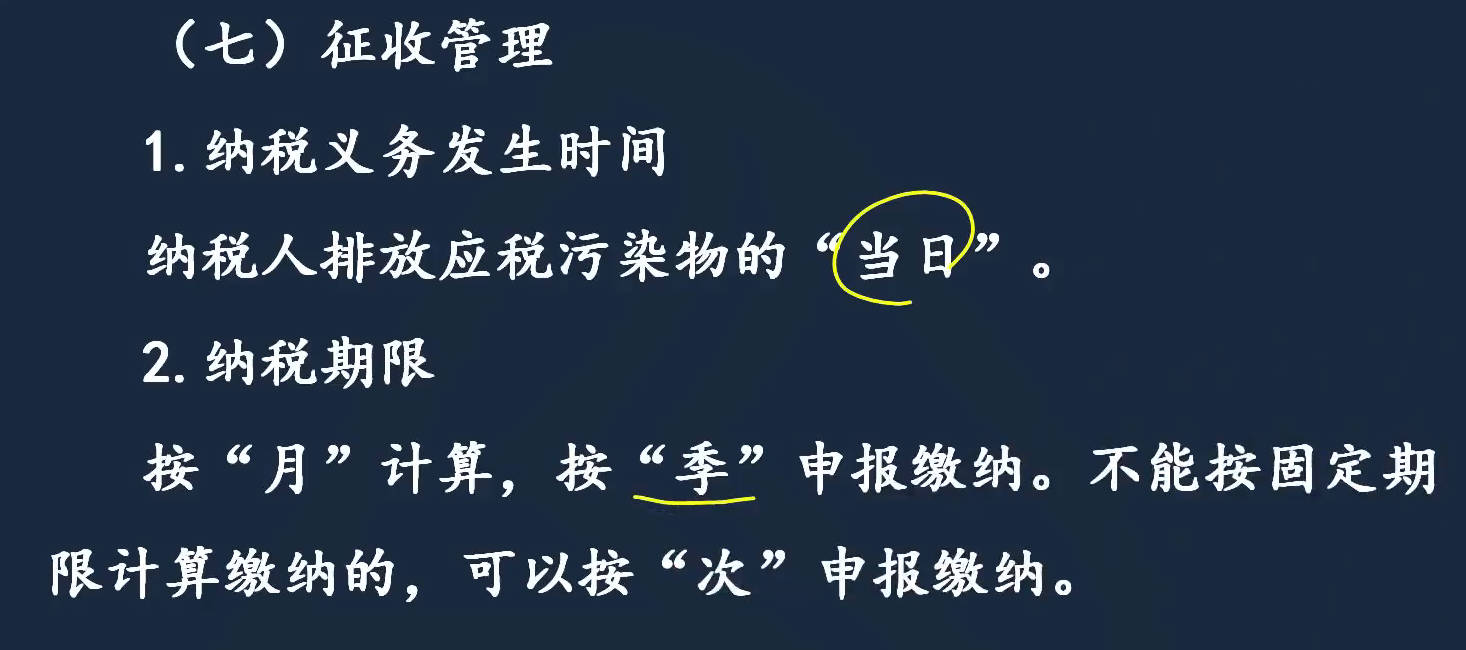 （七）征收管理
1.纳税义务发生时间
纳税人排放应税污染物的“当日”。
2.纳税期限
按“月”计算，按“季”申报缴纳。不能按固定期
限计算缴纳的，可以按“次”申报缴纳。